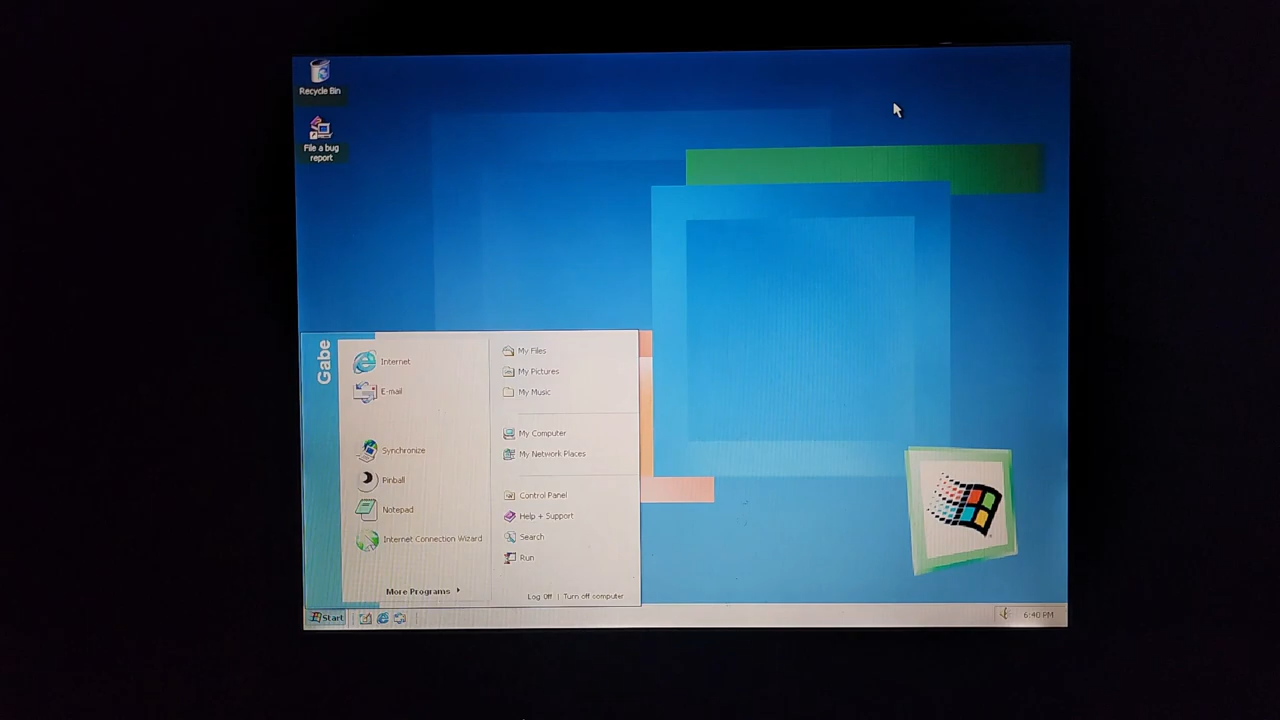 Recycle Bin
File a bug
report
Gabe
Internet
E-mail
Synchronize
Pinball
Notepad
Internet Connection Wizard
More Programs
My Files
My Pictures
My Music
My Computer
My Network Places
Control Panel
Help + Support
Search
Run
Log Off | Turn off computer
Start
6:40 PM